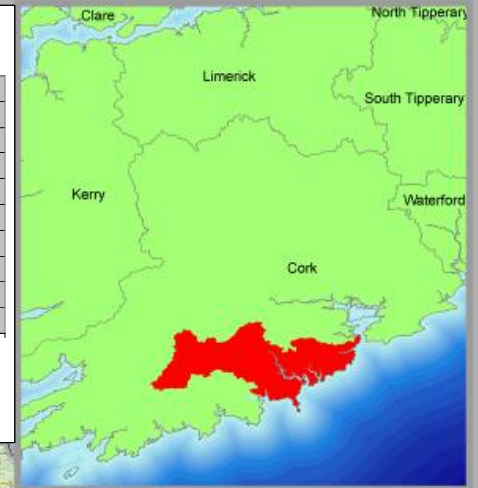 Clare
North Tipperary
Limerick
South Tipperary
Kerry
Waterford
Cork